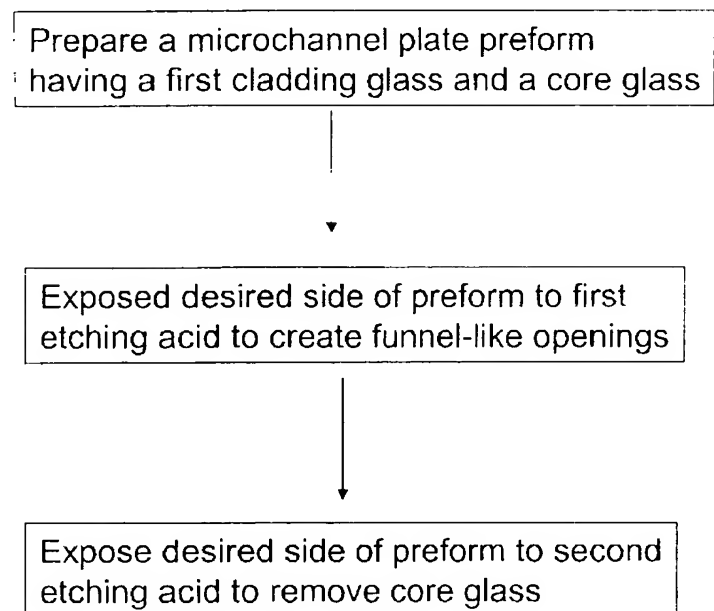 Prepare a microchannel plate preform
having a first cladding glass and a core glass
Exposed desired side of preform to first
etching acid to create funnel-like openings
Expose desired side of preform to second
etching acid to remove core glass